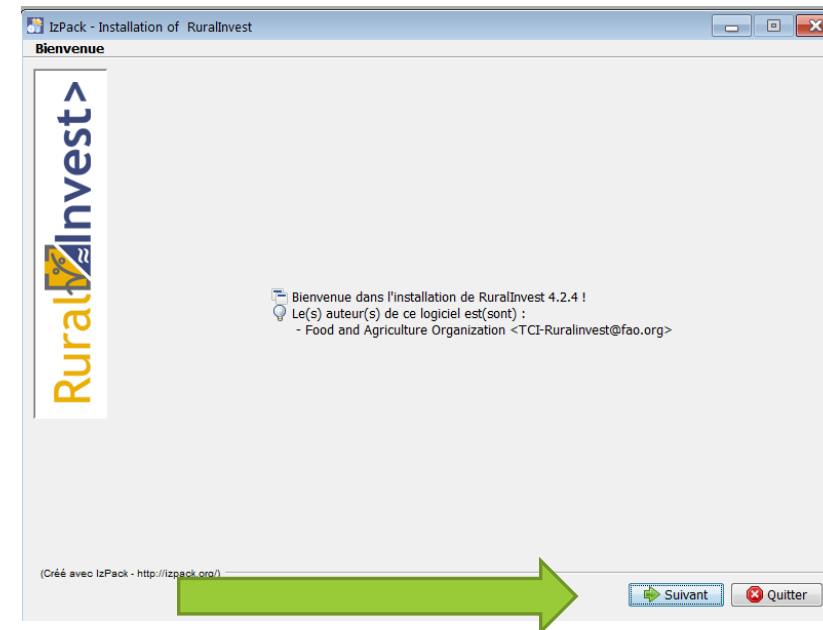 IzPack - Installation of RuralInvest
Bienvenue
RuralInvest>
Bienvenue dans l'installation de RuralInvest 4.2.4 !
Le(s) auteur(s) de ce logiciel est(sont) :
- Food and Agriculture Organization <TCI-Ruralinvest@fao.org>
(Créé avec IzPack - http://izpack.org/)
Suivant
Quitter